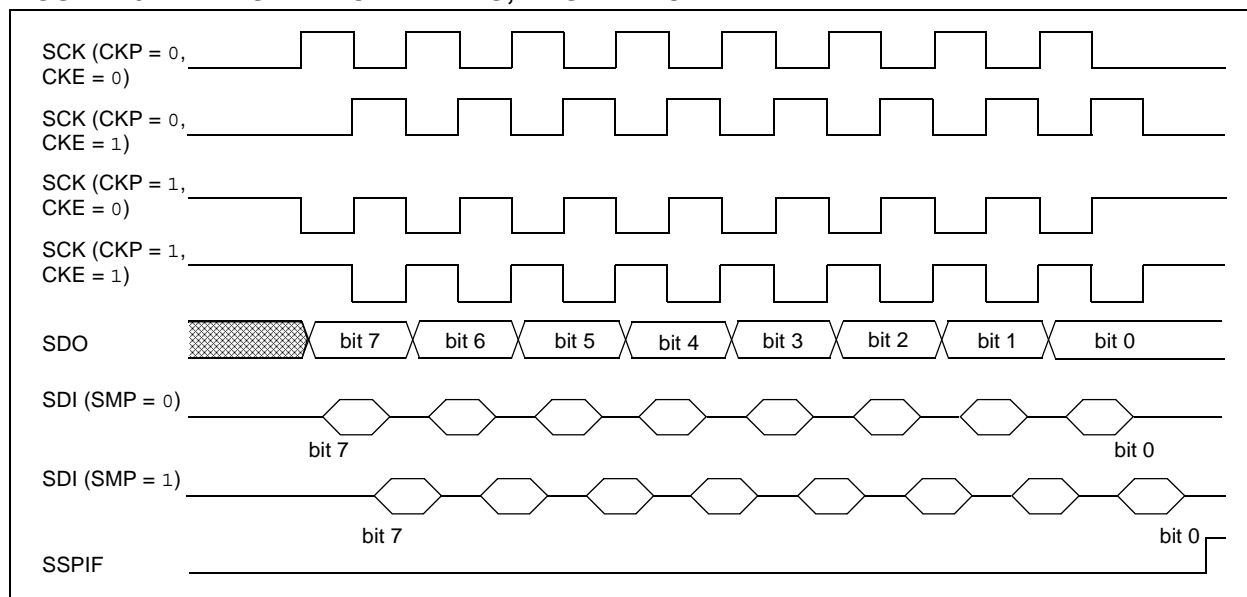 SCK (CKP = 0,
CKE = 0)
SCK (CKP = 0,
CKE = 1)
SCK (CKP = 1,
CKE = 0)
SCK (CKP = 1,
CKE = 1)
SDO
bit 7 bit 6 bit 5 bit 4 bit 3 bit 2 bit 1 bit 0
SDI (SMP = 0)
bit 7 bit 0
SDI (SMP = 1)
bit 7 bit 0
SSPIF